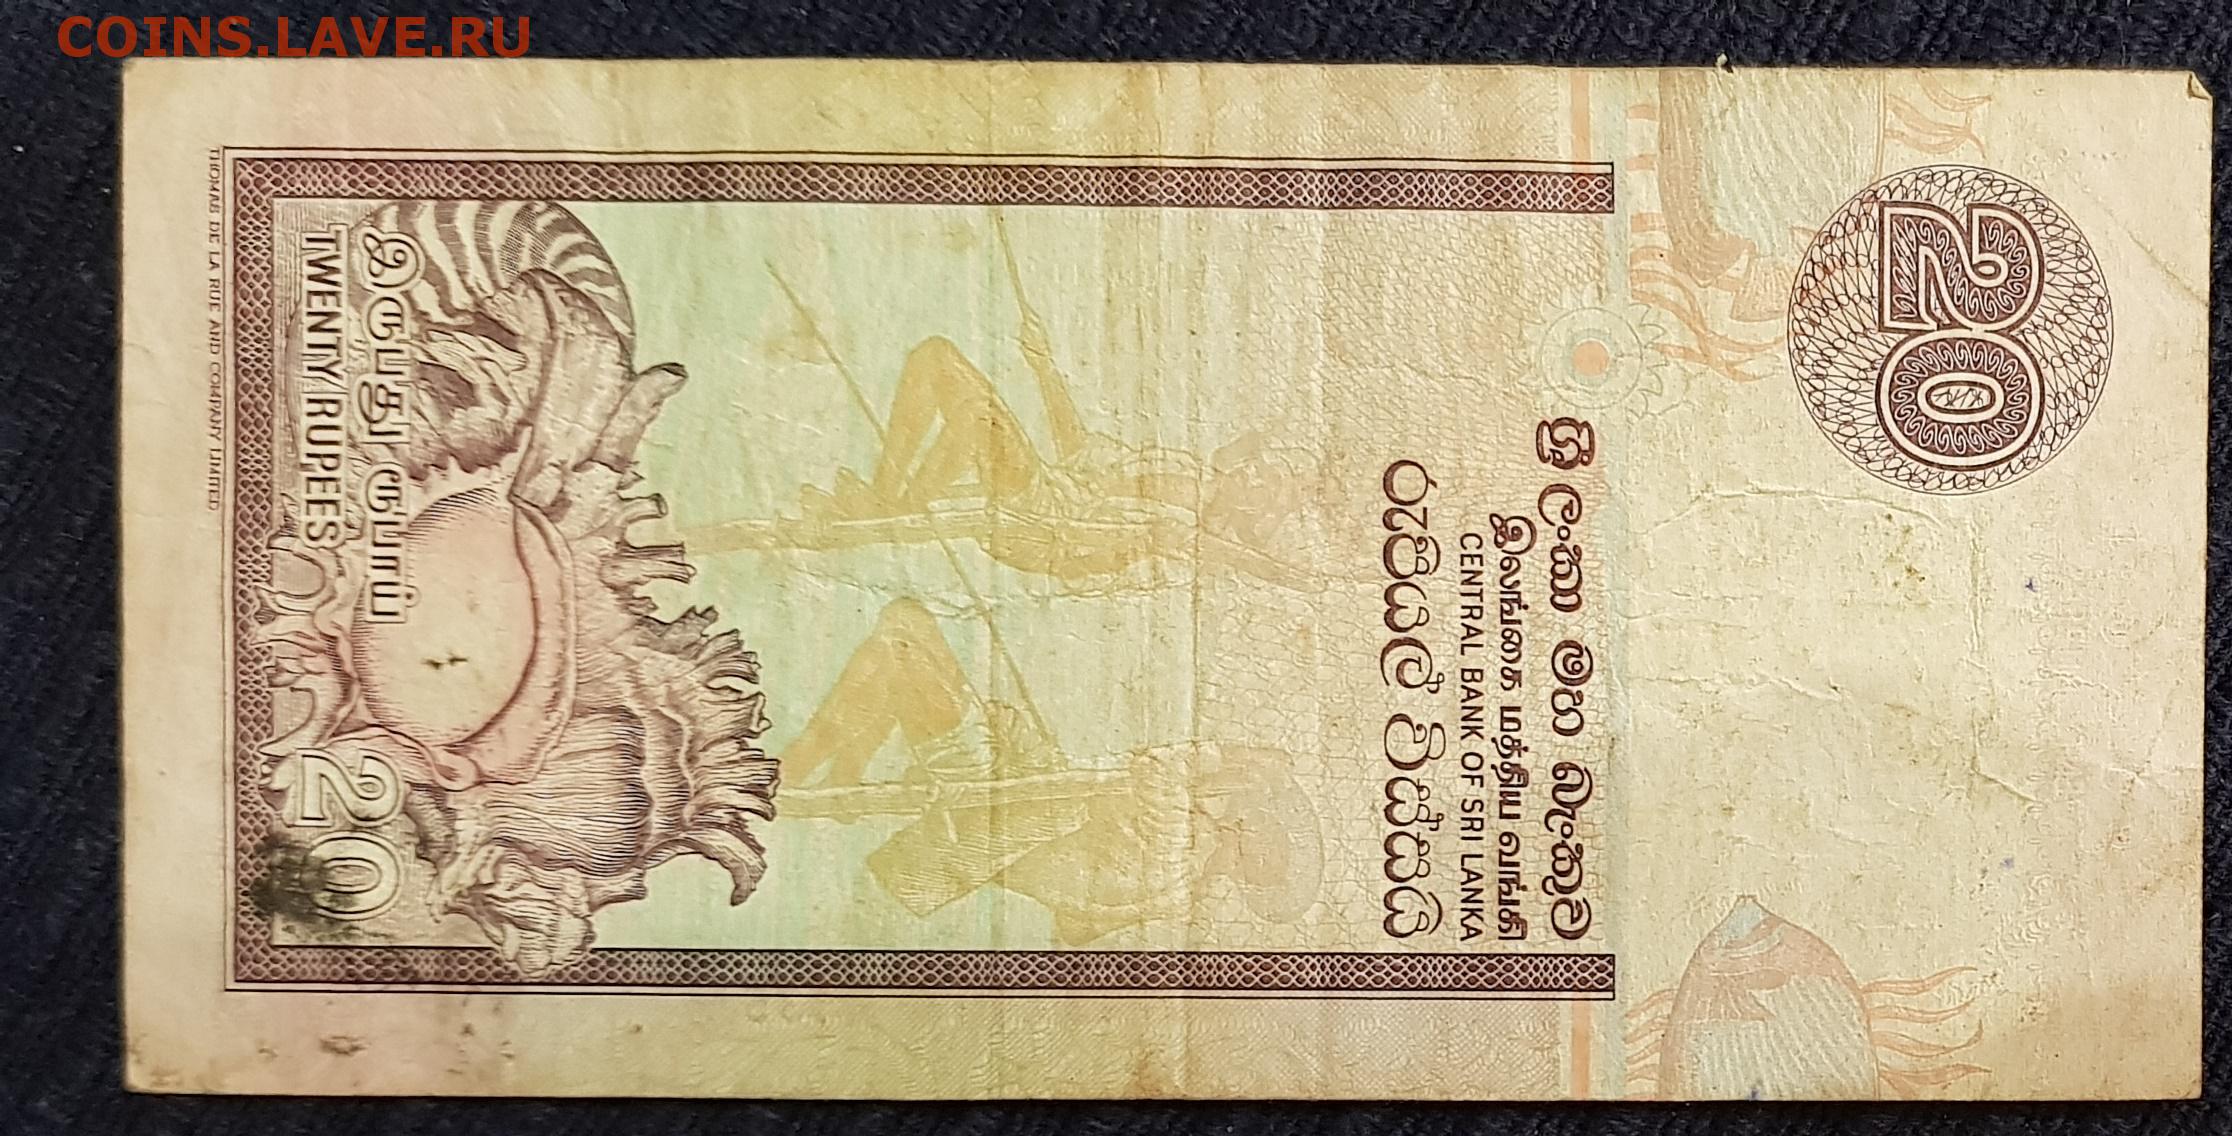 COINS.LAVE.RU
20
ශ්‍රී ලංකා මහ බැංකුව
இலங்கை மத்திய வங்கி
CENTRAL BANK OF SRI LANKA
රුපියල් විස්සයි
இருபது ரூபாய்
TWENTY RUPEES
20
THOMAS DE LA RUE AND COMPANY LIMITED